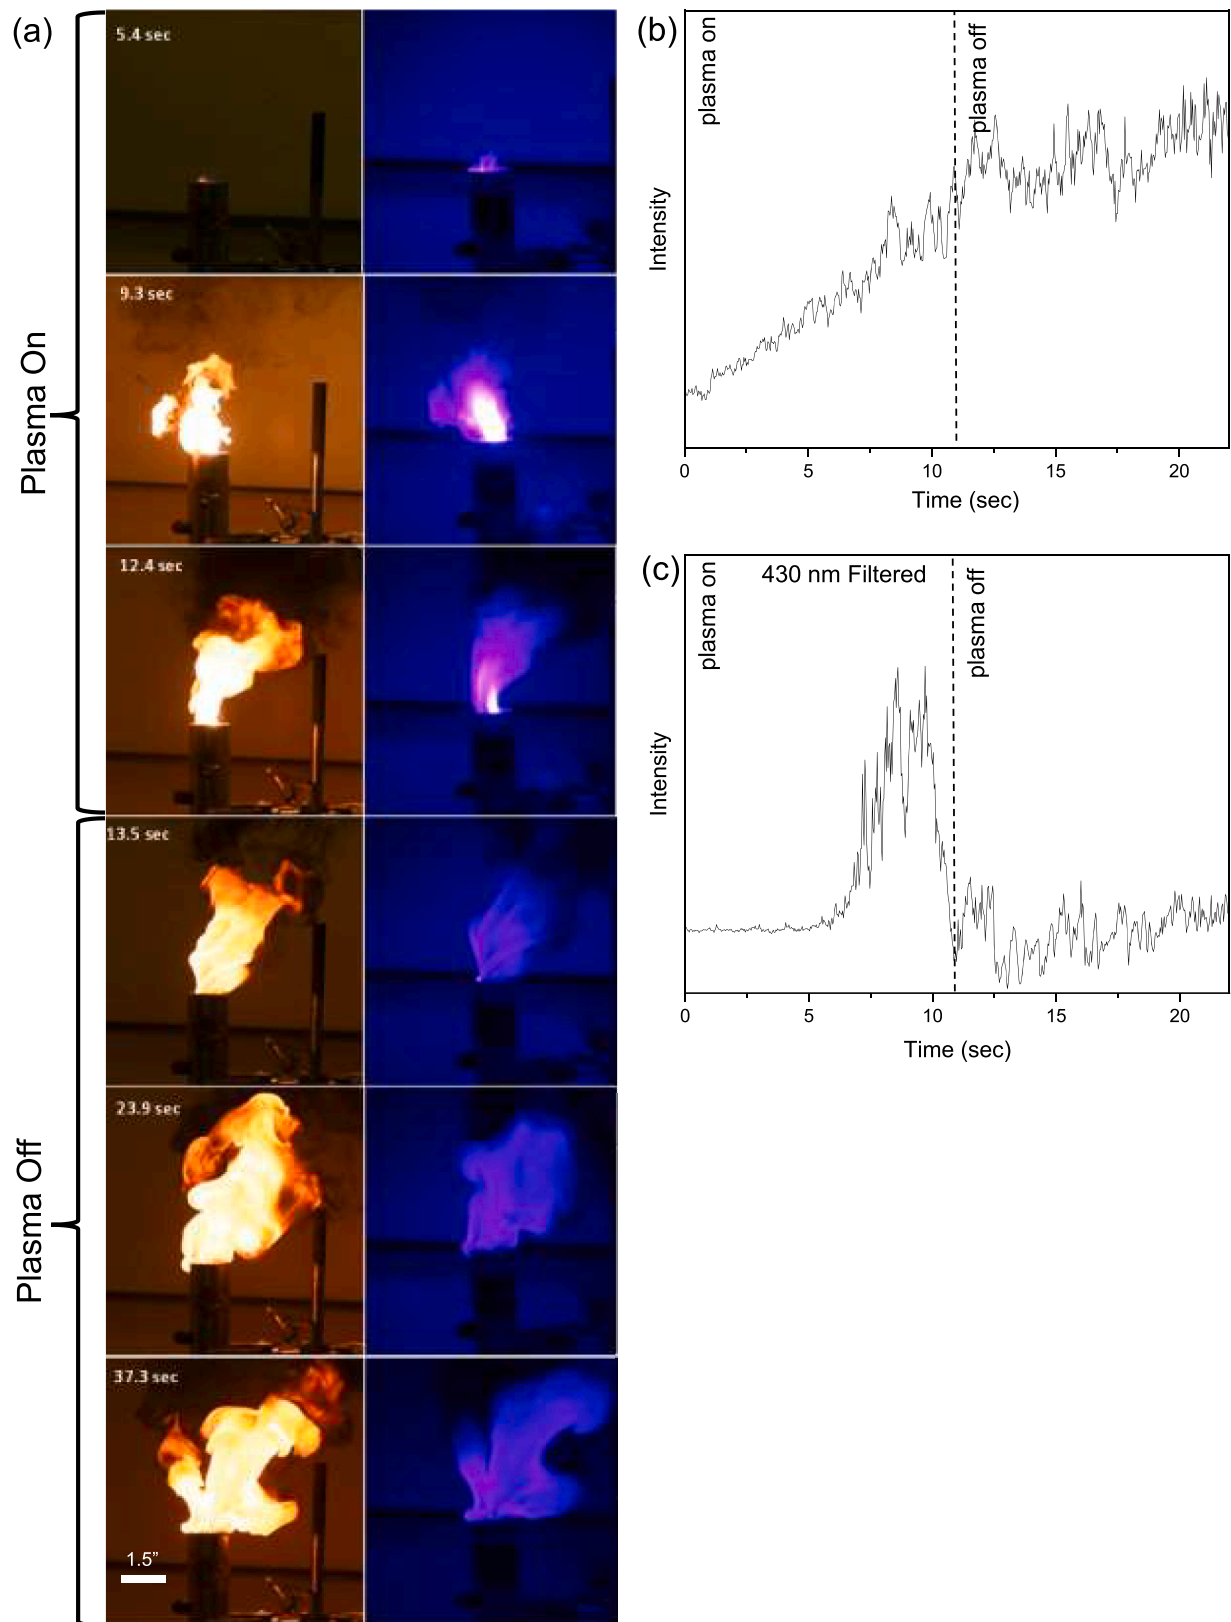 (a)
Plasma On
5.4 sec
9.3 sec
12.4 sec
Plasma Off
13.5 sec
23.9 sec
37.3 sec
1.5”
(b)
plasma on
plasma off
Intensity
0
5
10
15
20
Time (sec)
(c)
plasma on
430 nm Filtered
plasma off
Intensity
0
5
10
15
20
Time (sec)